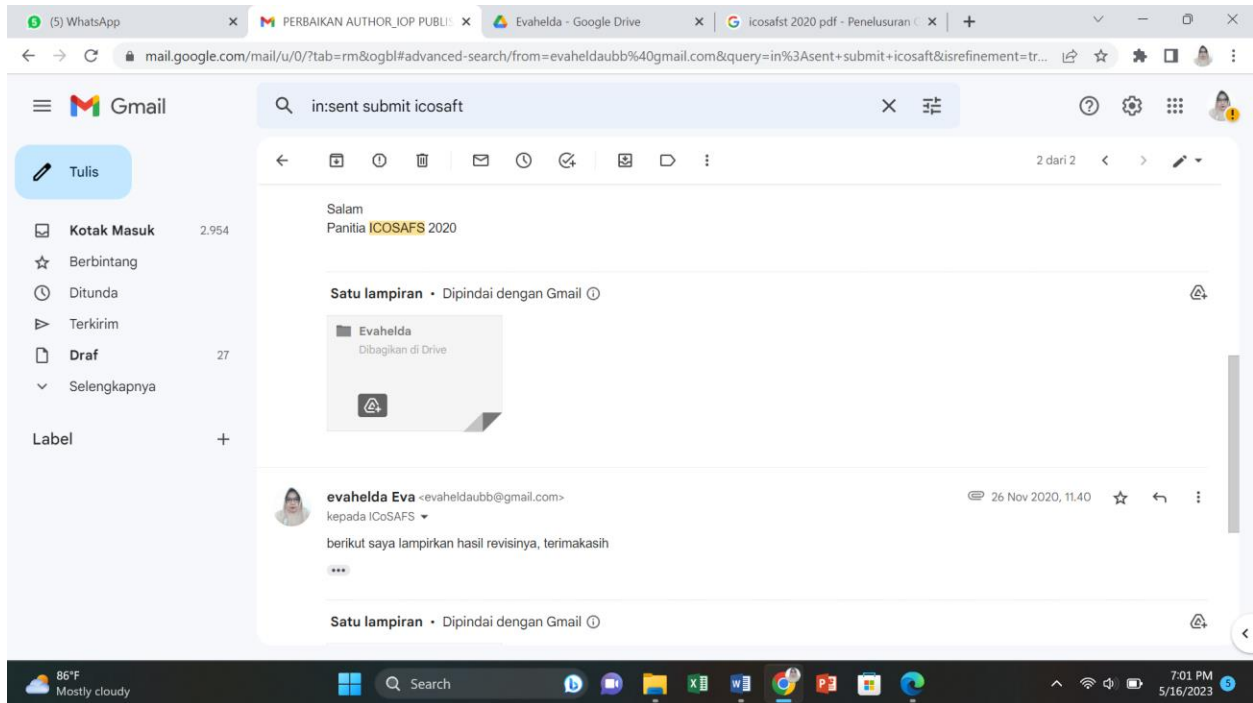 (5) WhatsApp
PERBAIKAN AUTHOR_IOP PUBLIS
Evahelda - Google Drive
icosafst 2020 pdf - Penelusuran G
mail.google.com/mail/u/0/?tab=rm&ogbl#advanced-search/from=evaheldaubb%40gmail.com&query=in%3Asent+submit+icosaft&isrefinement=tr...
Gmail
in:sent submit icosaft
Tulis
2 dari 2
Kotak Masuk 2.954
Berbintang
Ditunda
Terkirim
Draf 27
Selengkapnya
Label
Salam
Panitia ICOSAFS 2020
Satu lampiran • Dipindai dengan Gmail
Evahelda
Dibagikan di Drive
evahelda Eva <evaheldaubb@gmail.com>
26 Nov 2020, 11.40
kepada ICoSAFS
berikut saya lampirkan hasil revisinya, terimakasih
Satu lampiran • Dipindai dengan Gmail
86°F
Mostly cloudy
Search
7:01 PM
5/16/2023
5